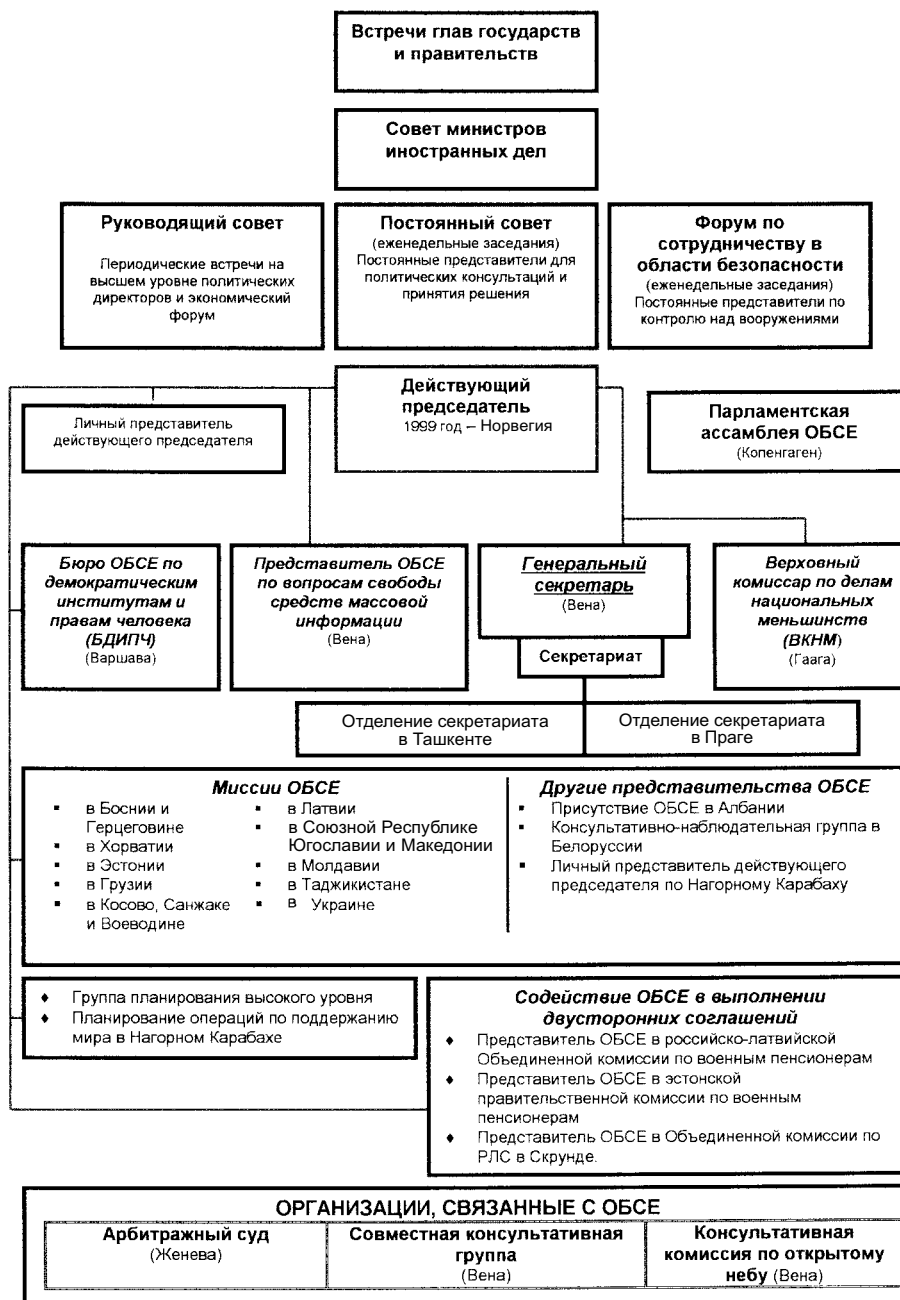 Встречи глав государств
и правительств
Совет министров
иностранных дел
Руководящий совет
Периодические встречи на
высшем уровне политических
директоров и экономический
форум
Постоянный совет
(еженедельные заседания)
Постоянные представители для
политических консультаций и
принятия решения
Форум по
сотрудничеству в
области безопасности
(еженедельные заседания)
Постоянные представители по
контролю над вооружениями
Действующий
председатель
1999 год – Норвегия
Личный представитель
действующего председателя
Парламентская
ассамблея ОБСЕ
(Копенгаген)
Бюро ОБСЕ по
демократическим
институтам и
правам человека
(БДИПЧ)
(Варшава)
Представитель ОБСЕ
по вопросам свободы
средств массовой
информации
(Вена)
Генеральный
секретарь
(Вена)
Секретариат
Верховный
комиссар по делам
национальных
меньшинств
(ВКНМ)
(Гаага)
Отделение секретариата
в Ташкенте
Отделение секретариата
в Праге
Миссии ОБСЕ
▪ в Боснии и
Герцеговине
▪ в Хорватии
▪ в Эстонии
▪ в Грузии
▪ в Косово, Санжаке
и Воеводине
▪ в Латвии
▪ в Союзной Республике
Югославии и Македонии
▪ в Молдавии
▪ в Таджикистане
▪ в Украине
Другие представительства ОБСЕ
▪ Присутствие ОБСЕ в Албании
▪ Консультативно-наблюдательная группа в
Белоруссии
▪ Личный представитель действующего
председателя по Нагорному Карабаху
♦ Группа планирования высокого уровня
♦ Планирование операций по поддержанию
мира в Нагорном Карабахе
Содействие ОБСЕ в выполнении
двусторонних соглашений
♦ Представитель ОБСЕ в российско-латвийской
Объединенной комиссии по военным пенсионерам
♦ Представитель ОБСЕ в эстонской
правительственной комиссии по военным
пенсионерам
♦ Представитель ОБСЕ в Объединенной комиссии по
РЛС в Скрунде.
ОРГАНИЗАЦИИ, СВЯЗАННЫЕ С ОБСЕ
Арбитражный суд
(Женева)
Совместная консультативная
группа
(Вена)
Консультативная
комиссия по открытому
небу (Вена)